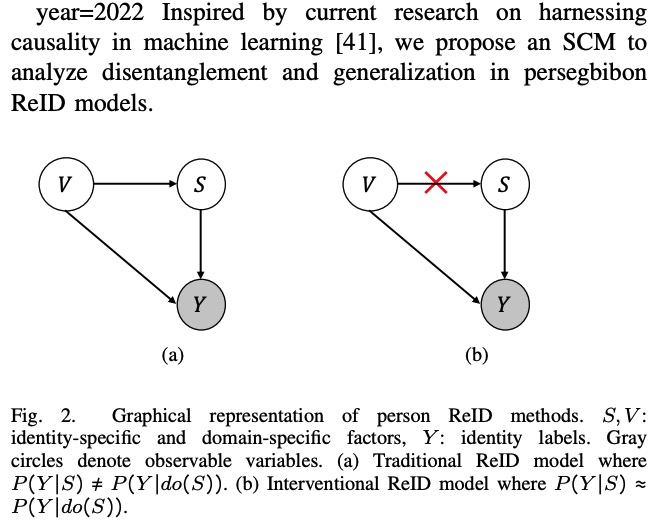 year=2022 Inspired by current research on harnessing
causality in machine learning [41], we propose an SCM to
analyze disentanglement and generalization in persegbibon
ReID models.
V
S
Y
(a)
V
S
Y
(b)
Fig. 2. Graphical representation of person ReID methods. S, V:
identity-specific and domain-specific factors, Y: identity labels. Gray
circles denote observable variables. (a) Traditional ReID model where
P(Y|S) ≠ P(Y|do(S)). (b) Interventional ReID model where P(Y|S) ≈
P(Y|do(S)).